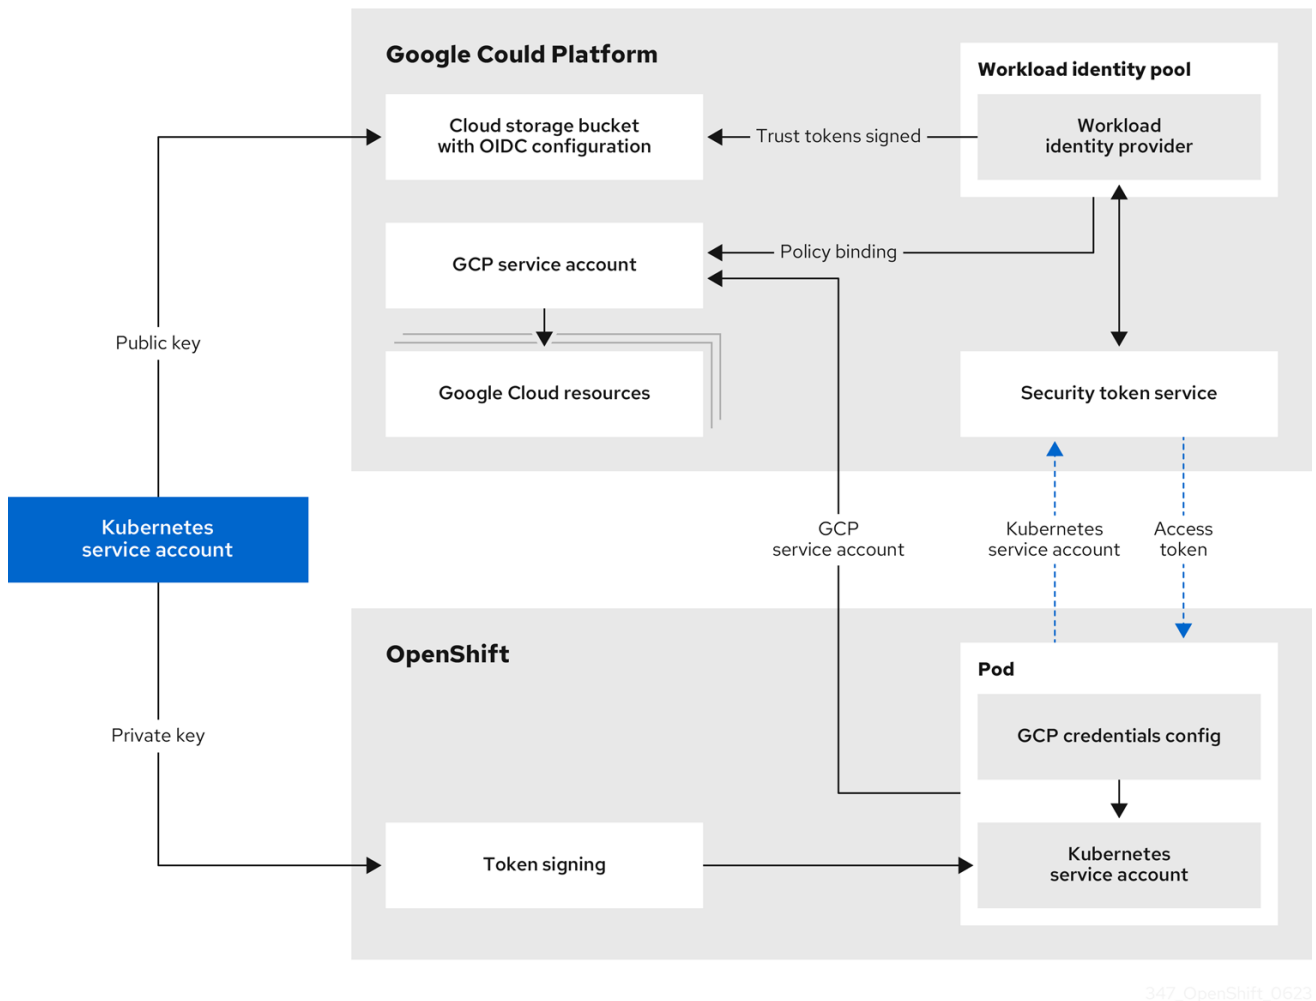 Google Could Platform
Workload identity pool
Cloud storage bucket
with OIDC configuration
Trust tokens signed
Workload
identity provider
GCP service account
Policy binding
Public key
Google Cloud resources
Security token service
Kubernetes
service account
GCP
service account
Kubernetes
service account
Access
token
OpenShift
Pod
Private key
GCP credentials config
Token signing
Kubernetes
service account
347_OpenShift_0623